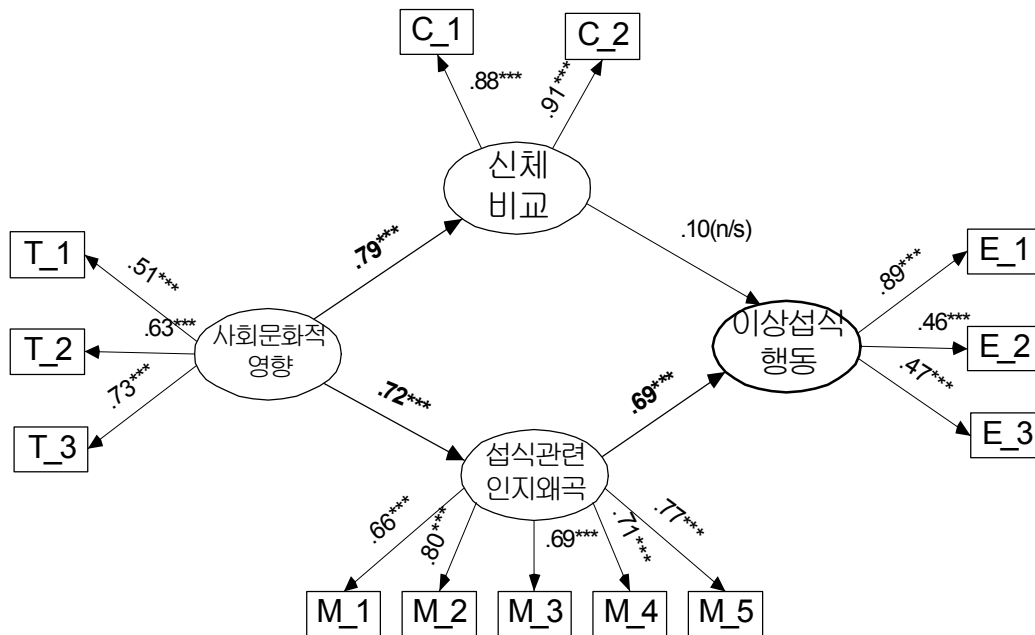 C_1
C_2
.88***
.91***
신체
비교
.79***
.10(n/s)
T_1
T_2
T_3
.51***
.63***
.73***
사회문화적
영향
이상섭식
행동
.89***
.46***
.47***
E_1
E_2
E_3
.72***
.69***
섭식관련
인지왜곡
.66***
.80***
.69***
.71***
.77***
M_1
M_2
M_3
M_4
M_5